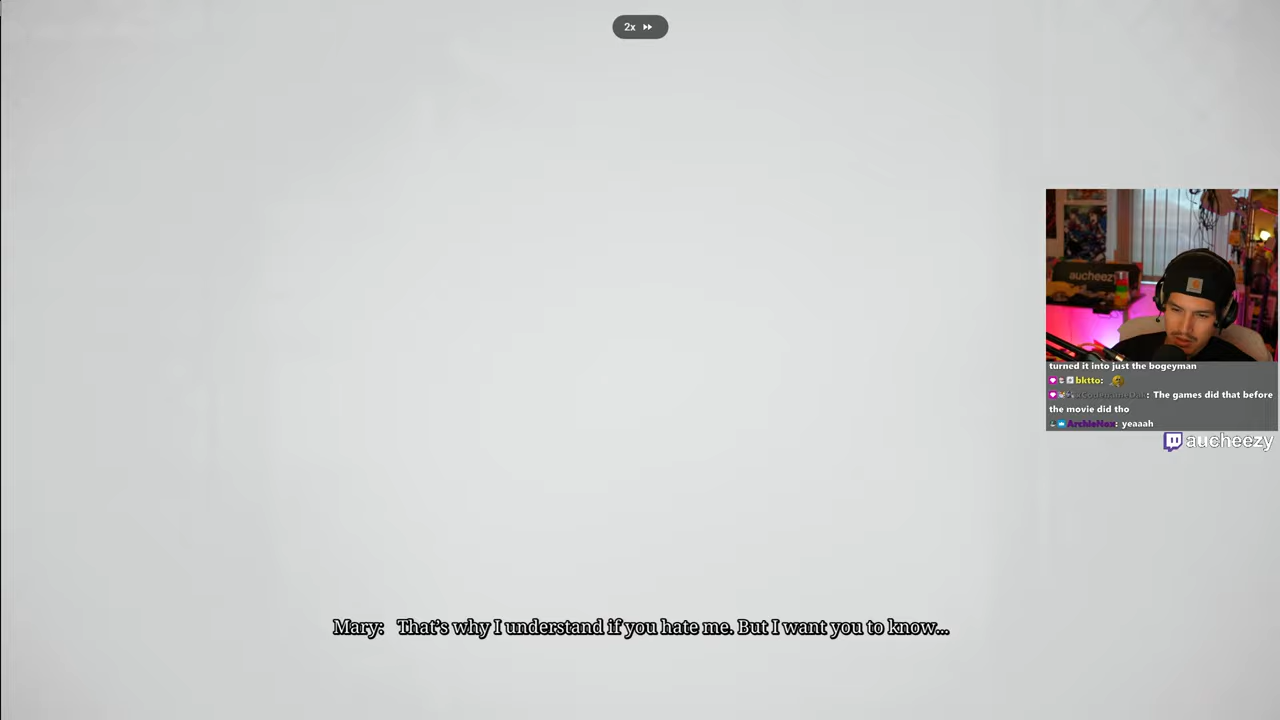 2x
aucheezy
turned it into just the bogeyman
bktto:
: The games did that before
the movie did tho
ArchieNox: yeaaah
aucheezy
Mary: That's why I understand if you hate me. But I want you to know...